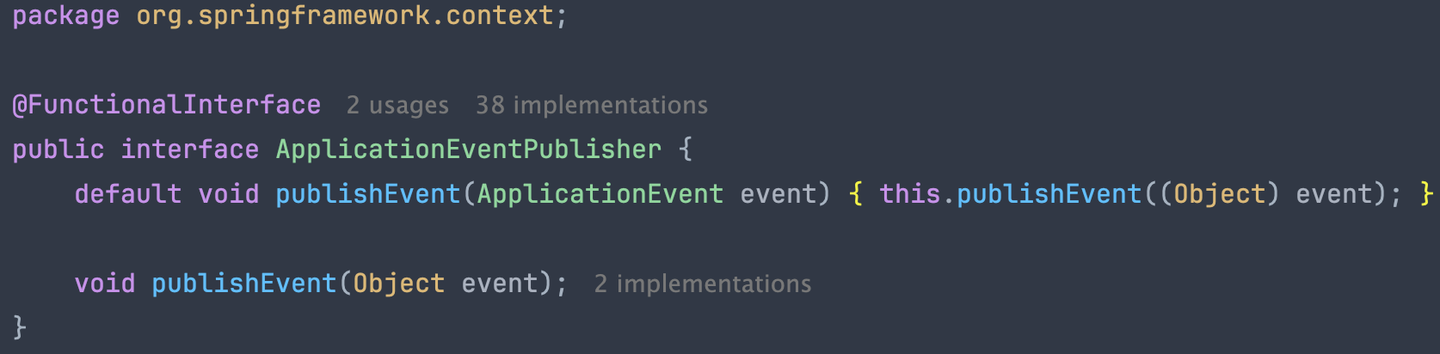 package org.springframework.context;
@FunctionalInterface 2 usages 38 implementations
public interface ApplicationEventPublisher {
default void publishEvent(ApplicationEvent event) { this.publishEvent((Object) event); }
void publishEvent(Object event); 2 implementations
}